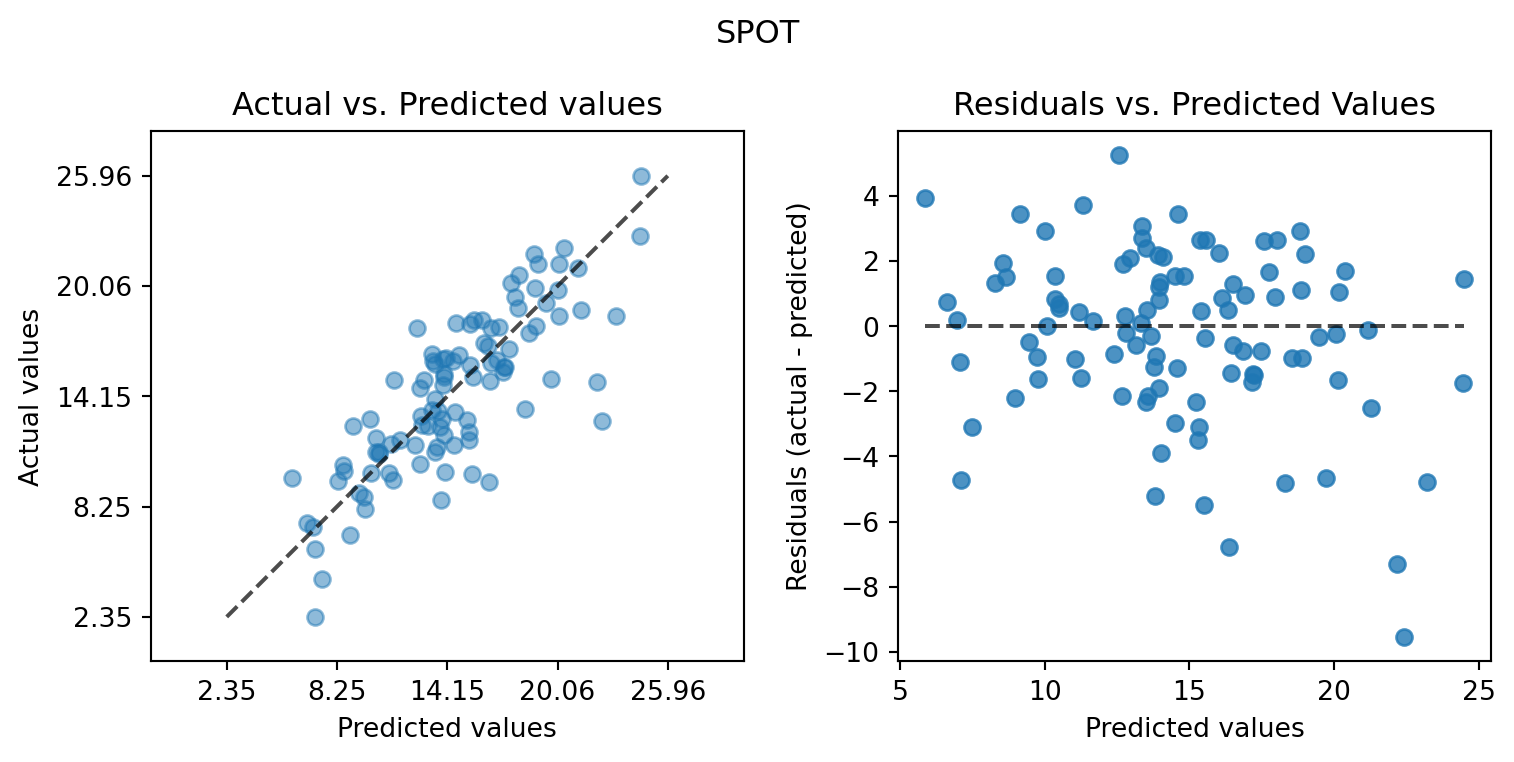 SPOT
Actual vs. Predicted values
Actual values
25.96
20.06
14.15
8.25
2.35
2.35 8.25 14.15 20.06 25.96
Predicted values
Residuals vs. Predicted Values
Residuals (actual - predicted)
4
2
0
−2
−4
−6
−8
−10
5 10 15 20 25
Predicted values